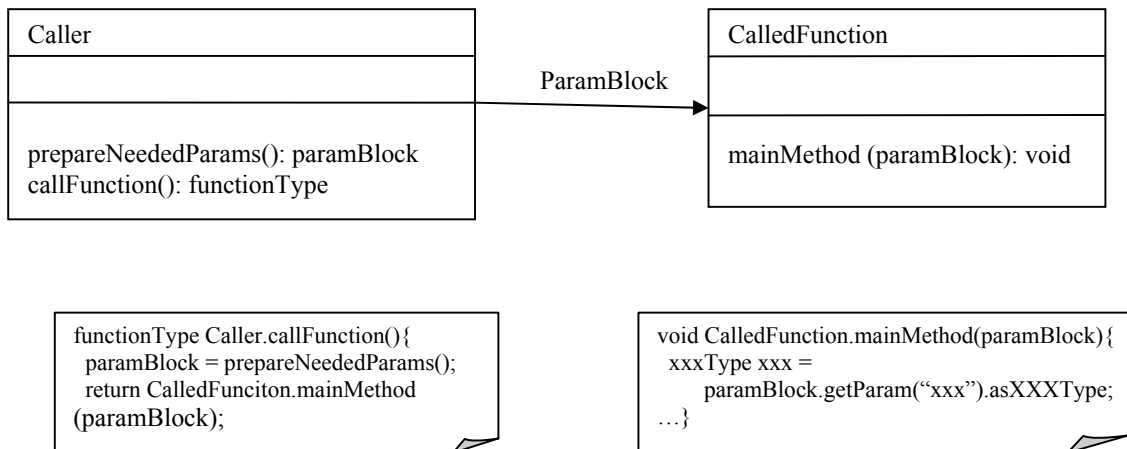 Caller
prepareNeededParams(): paramBlock
callFunction(): functionType
ParamBlock
CalledFunction
mainMethod (paramBlock): void
functionType Caller.callFunction(){
paramBlock = prepareNeededParams();
return CalledFunciton.mainMethod
(paramBlock);
void CalledFunction.mainMethod(paramBlock){
xxxType xxx =
paramBlock.getParam(“xxx”).asXXXType;
…}